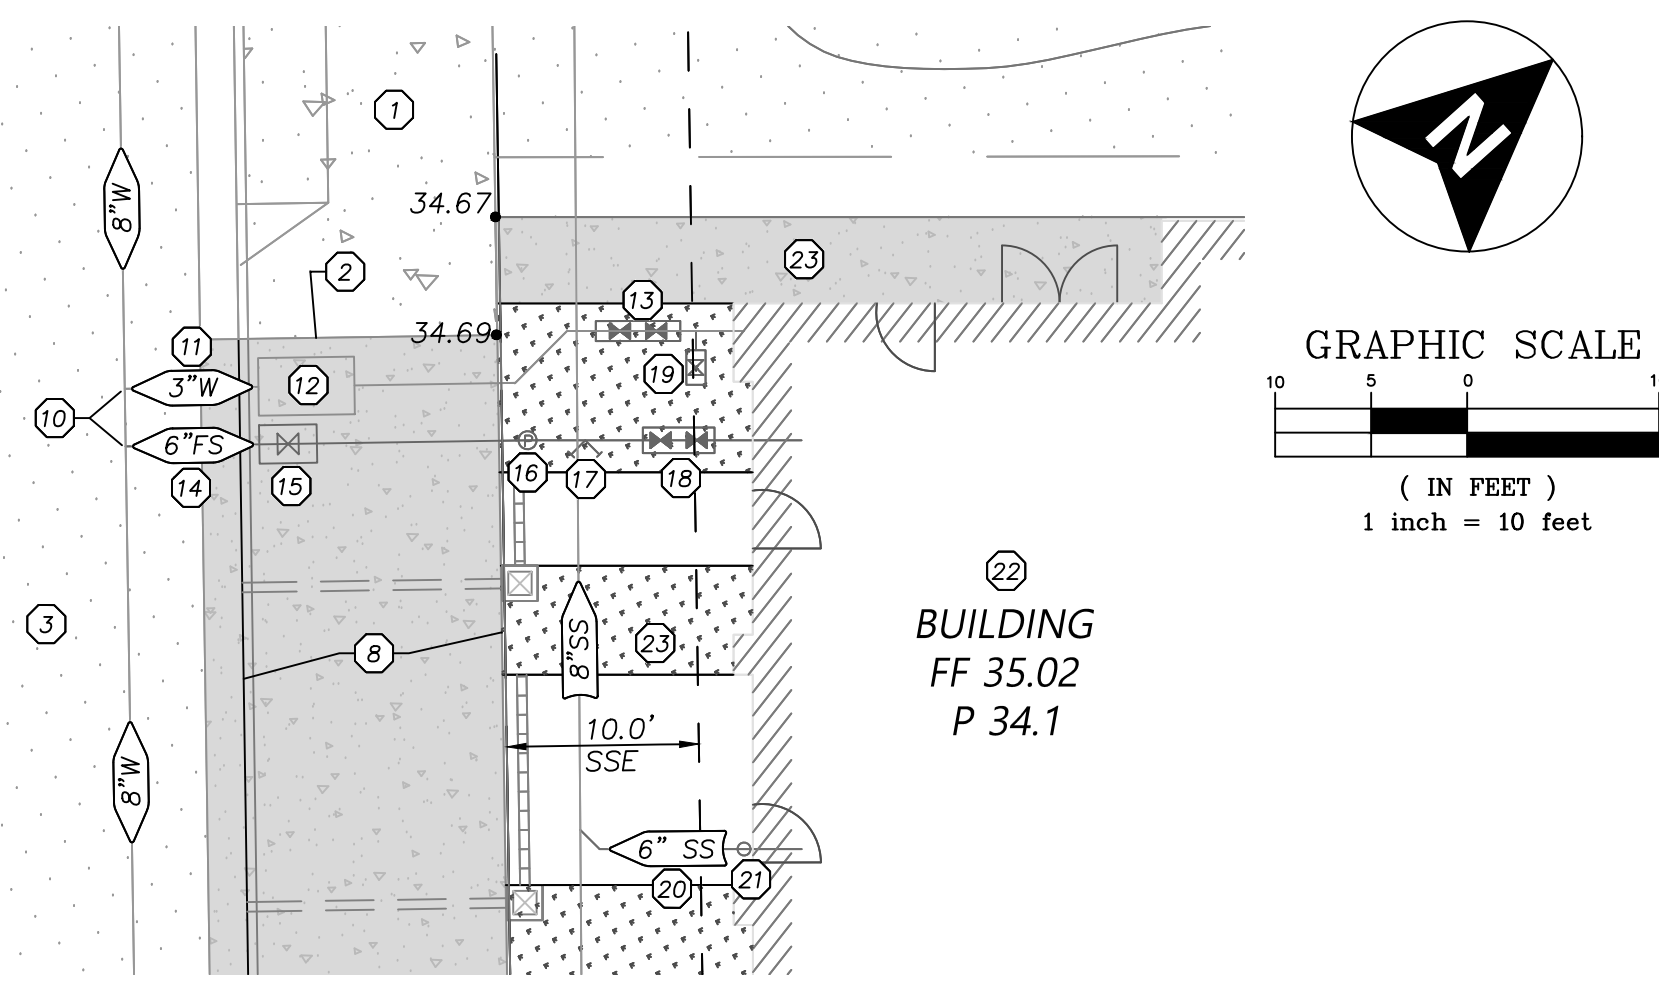 1
N
8"W
34.67
23
2
13
34.69
11
GRAPHIC SCALE
10 5 0 1
12
19
3"W
10
6"FS
P
16
17
18
14
15
( IN FEET )
1 inch = 10 feet
22
3
BUILDING
FF 35.02
P 34.1
8
8" SS
23
10.0'
SSE
8"W
6" SS
20
21